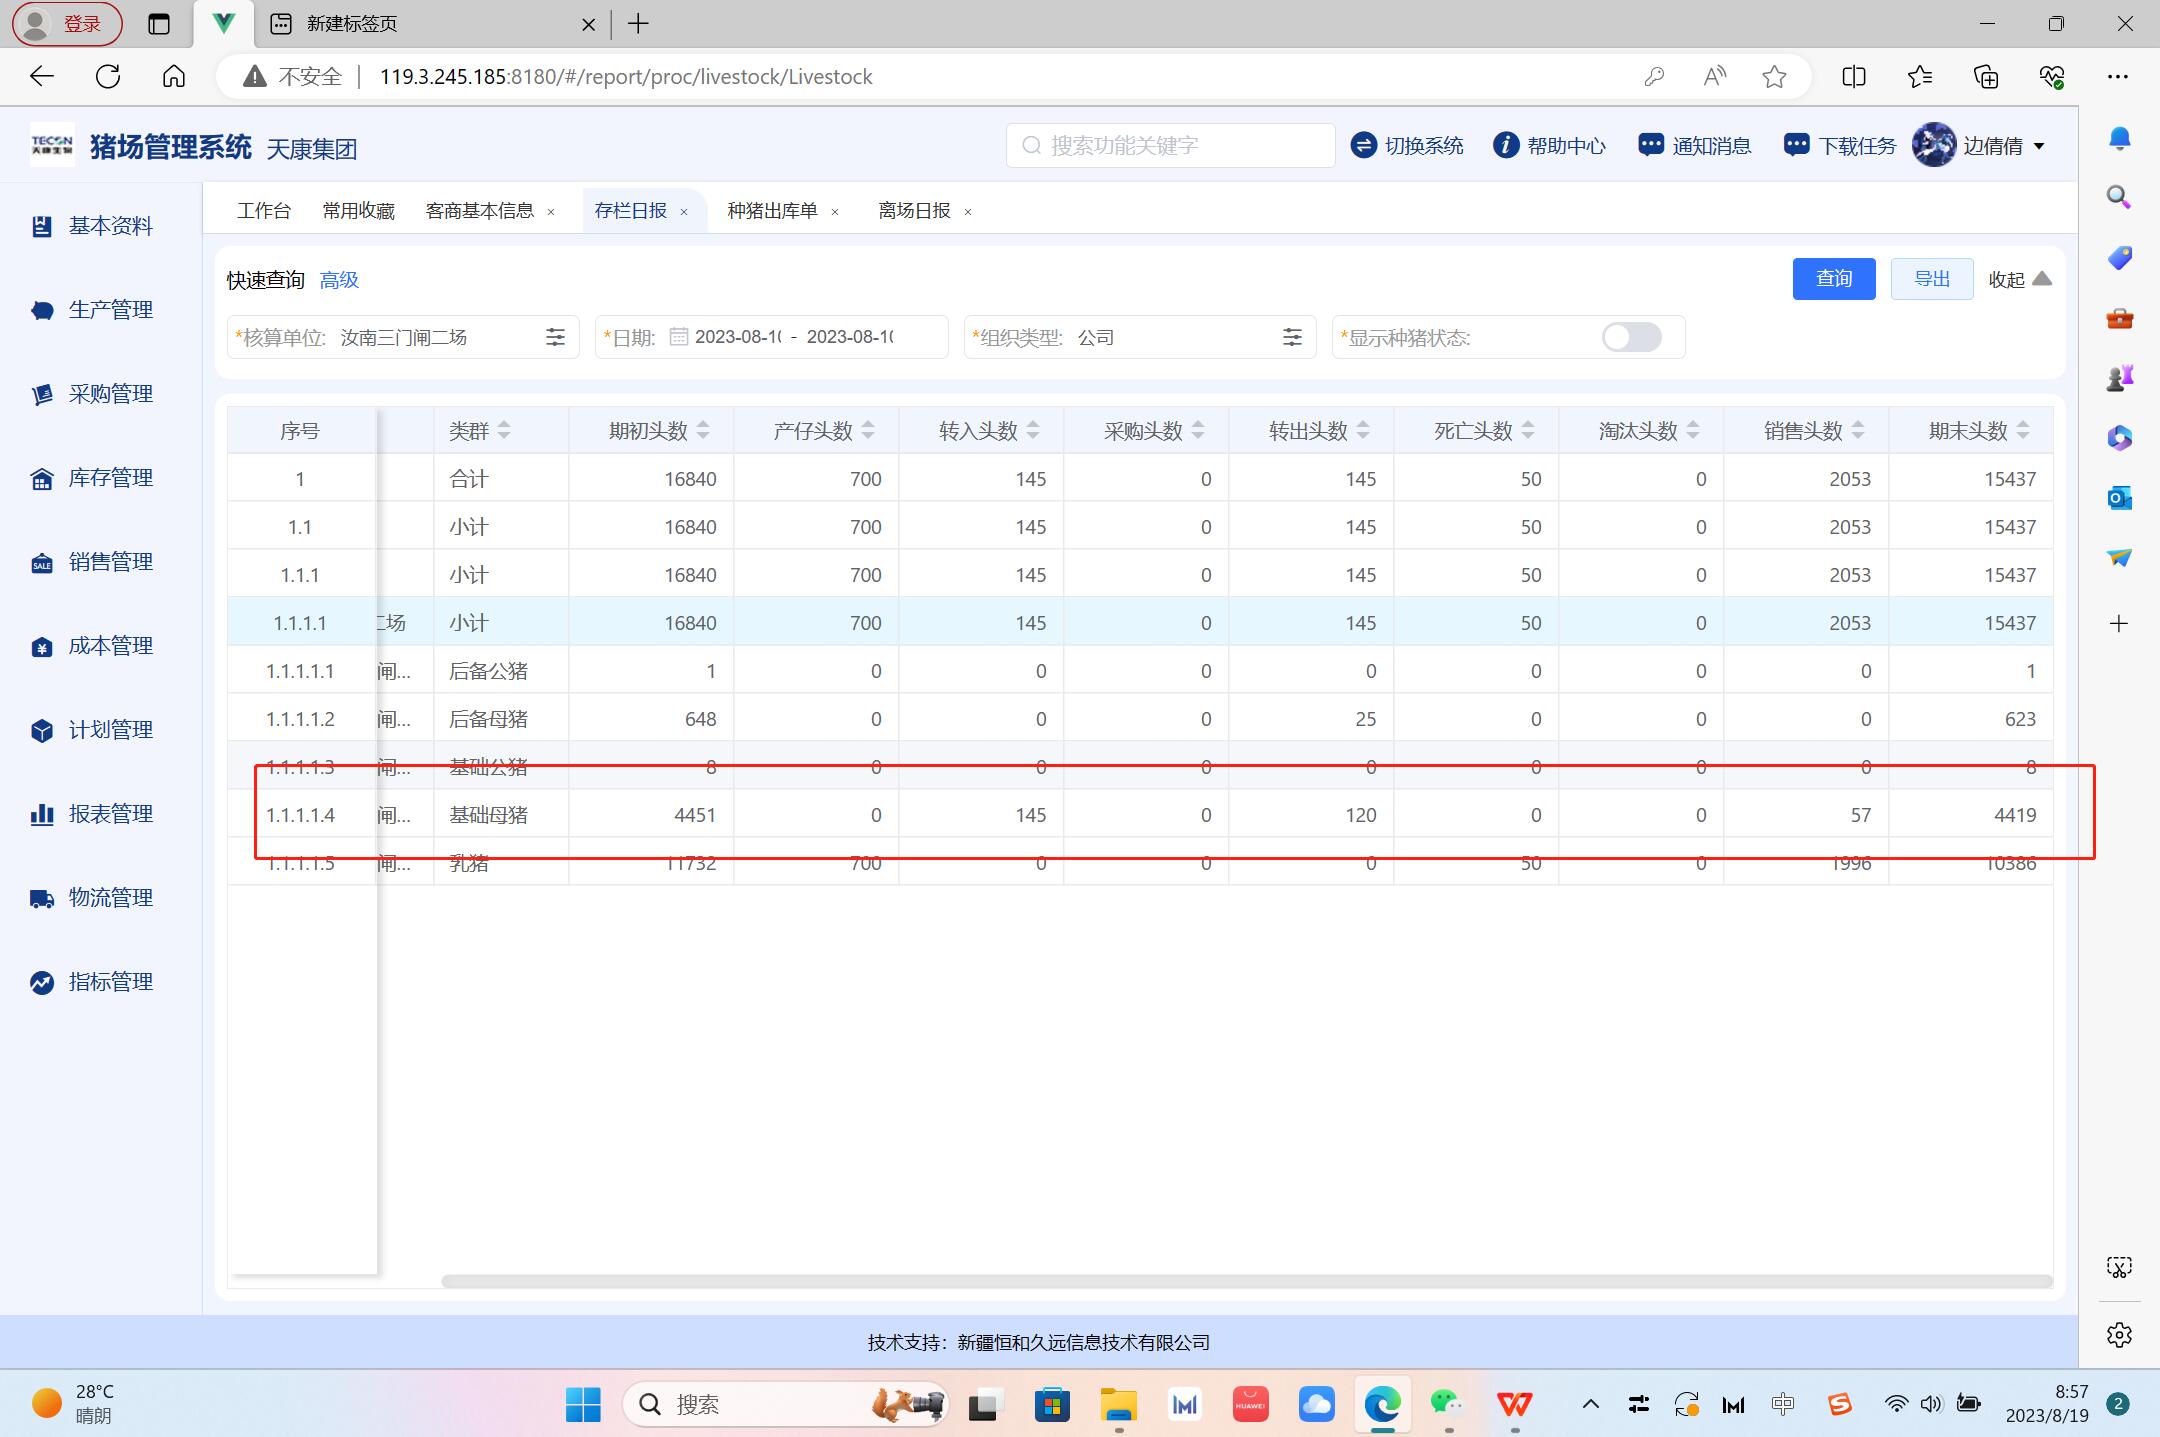 登录
新建标签页
不安全
119.3.245.185:8180/#/report/proc/livestock/Livestock
TECON
天康生物
猪场管理系统 天康集团
搜索功能关键字
切换系统 帮助中心 通知消息 下载任务 边倩倩
工作台 常用收藏 客商基本信息 × 存栏日报 × 种猪出库单 × 离场日报 ×
基本资料
生产管理
采购管理
库存管理
SALE
销售管理
成本管理
计划管理
报表管理
物流管理
指标管理
快速查询 高级 查询 导出 收起
*核算单位: 汝南三门闸二场 *日期: 2023-08-10 - 2023-08-10 *组织类型: 公司 *显示种猪状态:
序号 类群 期初头数 产仔头数 转入头数 采购头数 转出头数 死亡头数 淘汰头数 销售头数 期末头数
1 合计 16840 700 145 0 145 50 0 2053 15437
1.1 小计 16840 700 145 0 145 50 0 2053 15437
1.1.1 小计 16840 700 145 0 145 50 0 2053 15437
1.1.1.1 二场 小计 16840 700 145 0 145 50 0 2053 15437
1.1.1.1.1 闸... 后备公猪 1 0 0 0 0 0 0 0 1
1.1.1.1.2 闸... 后备母猪 648 0 0 0 25 0 0 0 623
1.1.1.1.3 闸... 基础公猪 8 0 0 0 0 0 0 0 8
1.1.1.1.4 闸... 基础母猪 4451 0 145 0 120 0 0 57 4419
1.1.1.1.5 闸... 乳猪 11732 700 0 0 0 50 0 1996 10386
技术支持：新疆恒和久远信息技术有限公司
28°C
晴朗
搜索
HUAWEI
中
8:57
2023/8/19
2